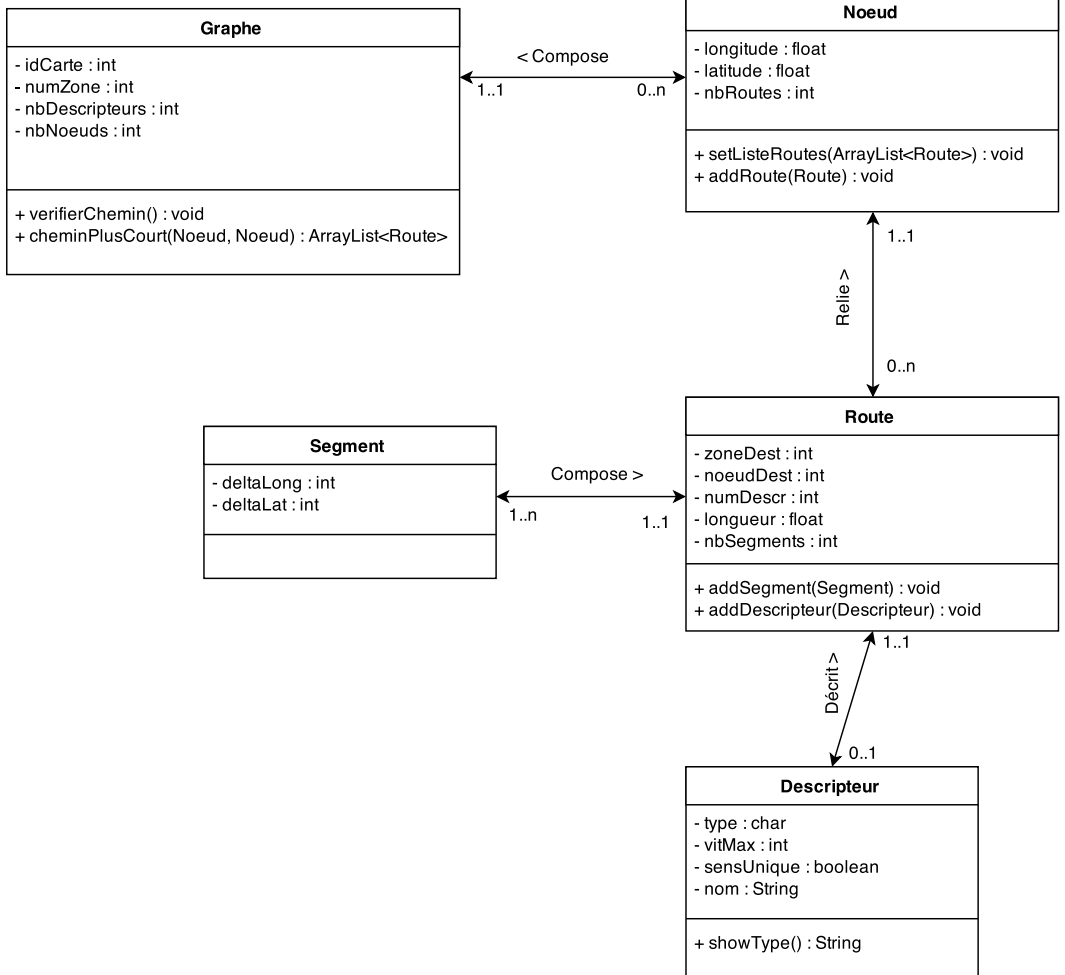 Graphe
- idCarte : int
- numZone : int
- nbDescripteurs : int
- nbNoeuds : int
+ verifierChemin() : void
+ cheminPlusCourt(Noeud, Noeud) : ArrayList<Route>
< Compose
1..1
0..n
Noeud
- longitude : float
- latitude : float
- nbRoutes : int
+ setListeRoutes(ArrayList<Route>) : void
+ addRoute(Route) : void
1..1
Relie >
0..n
Segment
- deltaLong : int
- deltaLat : int
Compose >
1..n
1..1
Route
- zoneDest : int
- noeudDest : int
- numDescr : int
- longueur : float
- nbSegments : int
+ addSegment(Segment) : void
+ addDescripteur(Descripteur) : void
1..1
Décrit >
0..1
Descripteur
- type : char
- vitMax : int
- sensUnique : boolean
- nom : String
+ showType() : String